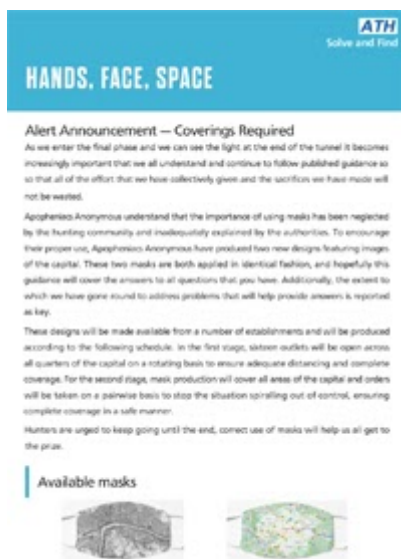 ATH
Solve and Find
HANDS, FACE, SPACE
Alert Announcement — Coverings Required
As we enter the final phase and we can see the light at the end of the tunnel it becomes
increasingly important that we all understand and continue to follow published guidance so
so that all of the effort that we have collectively given and the sacrifices we have made will
not be wasted.
Apopheniacs Anonymous understand that the importance of using masks has been neglected
by the hunting community and inadequately explained by the authorities. To encourage
their proper use, Apopheniacs Anonymous have produced two new designs featuring images
of the capital. These two masks are both applied in identical fashion, and hopefully this
guidance will cover the answers to all questions that you have. Additionally, the extent to
which we have gone round to address problems that will help provide answers is reported
as key.
These designs will be made available from a number of establishments and will be produced
according to the following schedule. In the first stage, sixteen outlets will be open across
all quarters of the capital on a rotating basis to ensure adequate distancing and complete
coverage. For the second stage, mask production will cover all areas of the capital and orders
will be taken on a pairwise basis to stop the situation spiralling out of control, ensuring
complete coverage in a safe manner.
Hunters are urged to keep going until the end, correct use of masks will help us all get to
the prize.
Available masks